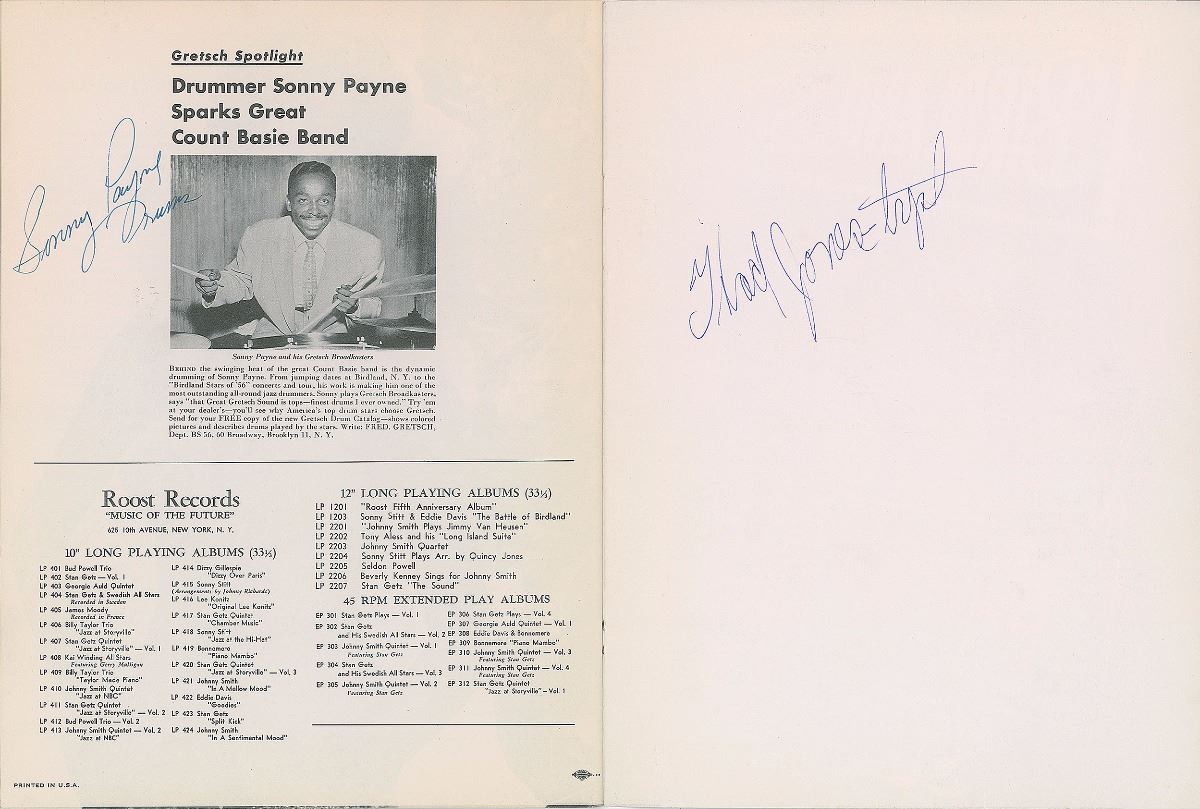 Gretsch Spotlight
Drummer Sonny Payne
Sparks Great
Count Basie Band
Sonny Payne
Drums
Sonny Payne and his Gretsch Broadkasters
BEHIND the swinging beat of the great Count Basie band is the dynamic
drumming of Sonny Payne. From jumping dates at Birdland, N. Y. to the
"Birdland Stars of '56" concerts and tour, his work is making him one of the
most outstanding all-round jazz drummers. Sonny plays Gretsch Broadkasters,
says "that Great Gretsch Sound is tops—finest drums I ever owned." Try 'em
at your dealer's—you'll see why America's top drum stars choose Gretsch.
Send for your FREE copy of the new Gretsch Drum Catalog—shows colored
pictures and describes drums played by the stars. Write: FRED. GRETSCH,
Dept. BS 56, 60 Broadway, Brooklyn 11, N. Y.
Roost Records
"MUSIC OF THE FUTURE"
625 10th AVENUE, NEW YORK, N. Y.
10" LONG PLAYING ALBUMS (33⅓)
LP 401 Bud Powell Trio
LP 402 Stan Getz — Vol. 1
LP 403 Georgie Auld Quintet
LP 404 Stan Getz & Swedish All Stars
Recorded in Sweden
LP 405 James Moody
Recorded in France
LP 406 Billy Taylor Trio
"Jazz at Storyville"
LP 407 Stan Getz Quintet
"Jazz at Storyville" — Vol. 1
LP 408 Kai Winding All Stars
Featuring Gerry Mulligan
LP 409 Billy Taylor Trio
"Taylor Made Piano"
LP 410 Johnny Smith Quintet
"Jazz at NBC"
LP 411 Stan Getz Quintet
"Jazz at Storyville" — Vol. 2
LP 412 Bud Powell Trio — Vol. 2
LP 413 Johnny Smith Quintet — Vol. 2
"Jazz at NBC"
LP 414 Dizzy Gillespie
"Dizzy Over Paris"
LP 415 Sonny Stitt
(Arrangements by Johnny Richards)
LP 416 Lee Konitz
"Original Lee Konitz"
LP 417 Stan Getz Quintet
"Chamber Music"
LP 418 Sonny Stitt
"Jazz at the Hi-Hat"
LP 419 Bonnemere
"Piano Mambo"
LP 420 Stan Getz Quintet
"Jazz at Storyville" — Vol. 3
LP 421 Johnny Smith
"In A Mellow Mood"
LP 422 Eddie Davis
"Goodies"
LP 423 Stan Getz
"Split Kick"
LP 424 Johnny Smith
"In A Sentimental Mood"
12" LONG PLAYING ALBUMS (33⅓)
LP 1201 "Roost Fifth Anniversary Album"
LP 1203 Sonny Stitt & Eddie Davis "The Battle of Birdland"
LP 2201 "Johnny Smith Plays Jimmy Van Heusen"
LP 2202 Tony Aless and his "Long Island Suite"
LP 2203 Johnny Smith Quartet
LP 2204 Sonny Stitt Plays Arr. by Quincy Jones
LP 2205 Seldon Powell
LP 2206 Beverly Kenney Sings for Johnny Smith
LP 2207 Stan Getz "The Sound"
45 RPM EXTENDED PLAY ALBUMS
EP 301 Stan Getz Plays — Vol. 1
EP 302 Stan Getz
and His Swedish All Stars — Vol. 2
EP 303 Johnny Smith Quintet — Vol. 1
Featuring Stan Getz
EP 304 Stan Getz
and His Swedish All Stars — Vol. 3
EP 305 Johnny Smith Quintet — Vol. 2
Featuring Stan Getz
EP 306 Stan Getz Plays — Vol. 4
EP 307 Georgie Auld Quintet — Vol. 1
EP 308 Eddie Davis & Bonnemere
EP 309 Bonnemere "Piano Mambo"
EP 310 Johnny Smith Quintet — Vol. 3
Featuring Stan Getz
EP 311 Johnny Smith Quintet — Vol. 4
Featuring Stan Getz
EP 312 Stan Getz Quintet
"Jazz at Storyville" — Vol. 1
PRINTED IN U.S.A.
Thad Jones - trpt